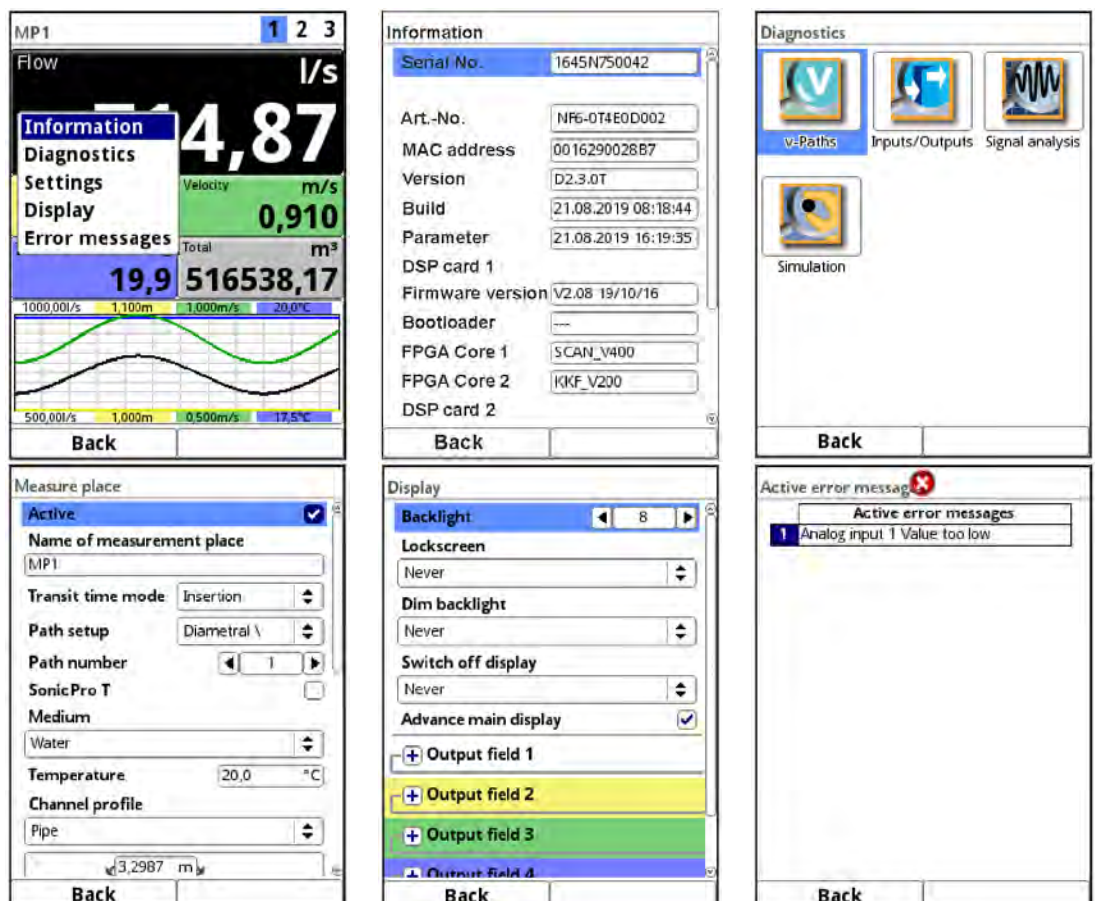 MP1 1 2 3
Flow l/s
4,87
Information
Diagnostics
Settings
Display
Error messages
Velocity m/s
0,910
Total m³
19,9 516538,17
1000,00l/s 1,100m 1,000m/s 20,0°C
500,00l/s 1,000m 0,500m/s 17,5°C
Back
Information
Serial No. 1645N750042
Art.-No. NF6-0T4E0D002
MAC address 0016290028B7
Version D2.3.0T
Build 21.08.2019 08:18:44
Parameter 21.08.2019 16:19:35
DSP card 1
Firmware version V2.08 19/10/16
Bootloader ---
FPGA Core 1 SCAN_V400
FPGA Core 2 KKF_V200
DSP card 2
Back
Diagnostics
V
v-Paths Inputs/Outputs Signal analysis
Simulation
Back
Measure place
Active
Name of measurement place
MP1
Transit time mode Insertion
Path setup Diametral \
Path number 1
SonicPro T
Medium
Water
Temperature 20,0 °C
Channel profile
Pipe
3,2987 m
Back
Display
Backlight 8
Lockscreen
Never
Dim backlight
Never
Switch off display
Never
Advance main display
+ Output field 1
+ Output field 2
+ Output field 3
+ Output field 4
Back
Active error messag
Active error messages
1 Analog input 1 Value too low
Back